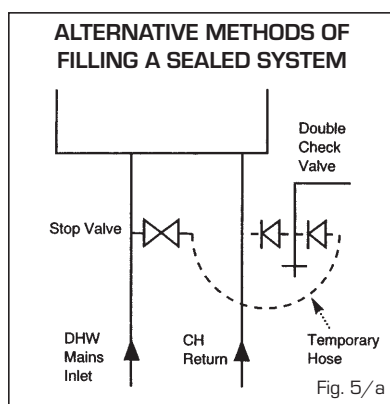 ALTERNATIVE METHODS OF
FILLING A SEALED SYSTEM
Double
Check
Valve
Stop Valve
DHW
Mains
Inlet
CH
Return
Temporary
Hose
Fig. 5/a